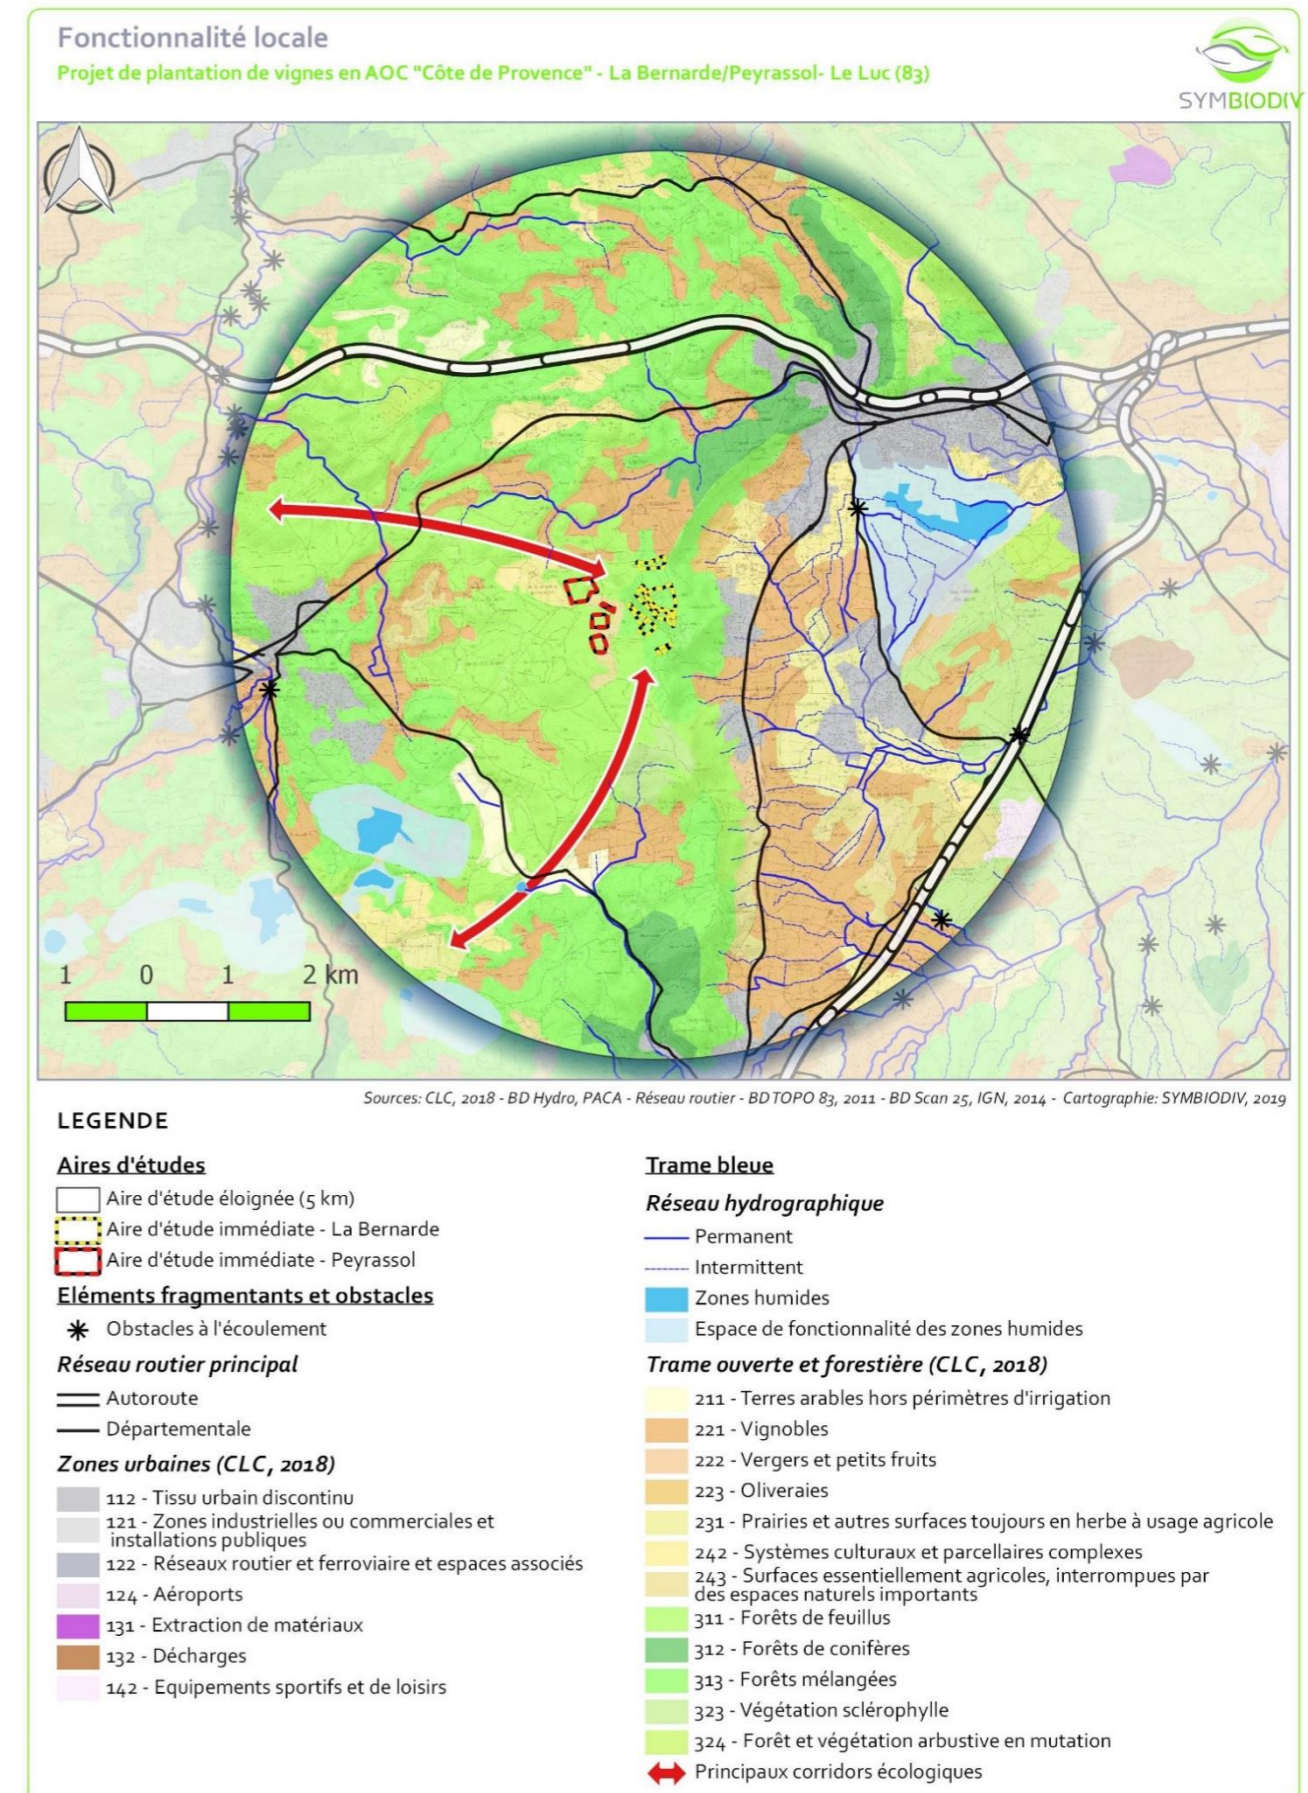 Fonctionnalité locale
Projet de plantation de vignes en AOC "Côte de Provence" - La Bernarde/Peyrassol- Le Luc (83)
SYMBIODIV
1 0 1 2 km
Sources: CLC, 2018 - BD Hydro, PACA - Réseau routier - BD TOPO 83, 2011 - BD Scan 25, IGN, 2014 - Cartographie: SYMBIODIV, 2019
LEGENDE
Aires d'études
Aire d'étude éloignée (5 km)
Aire d'étude immédiate - La Bernarde
Aire d'étude immédiate - Peyrassol
Eléments fragmentants et obstacles
Obstacles à l'écoulement
Réseau routier principal
Autoroute
Départementale
Zones urbaines (CLC, 2018)
112 - Tissu urbain discontinu
121 - Zones industrielles ou commerciales et
installations publiques
122 - Réseaux routier et ferroviaire et espaces associés
124 - Aéroports
131 - Extraction de matériaux
132 - Décharges
142 - Equipements sportifs et de loisirs
Trame bleue
Réseau hydrographique
Permanent
Intermittent
Zones humides
Espace de fonctionnalité des zones humides
Trame ouverte et forestière (CLC, 2018)
211 - Terres arables hors périmètres d'irrigation
221 - Vignobles
222 - Vergers et petits fruits
223 - Oliveraies
231 - Prairies et autres surfaces toujours en herbe à usage agricole
242 - Systèmes culturaux et parcellaires complexes
243 - Surfaces essentiellement agricoles, interrompues par
des espaces naturels importants
311 - Forêts de feuillus
312 - Forêts de conifères
313 - Forêts mélangées
323 - Végétation sclérophylle
324 - Forêt et végétation arbustive en mutation
Principaux corridors écologiques